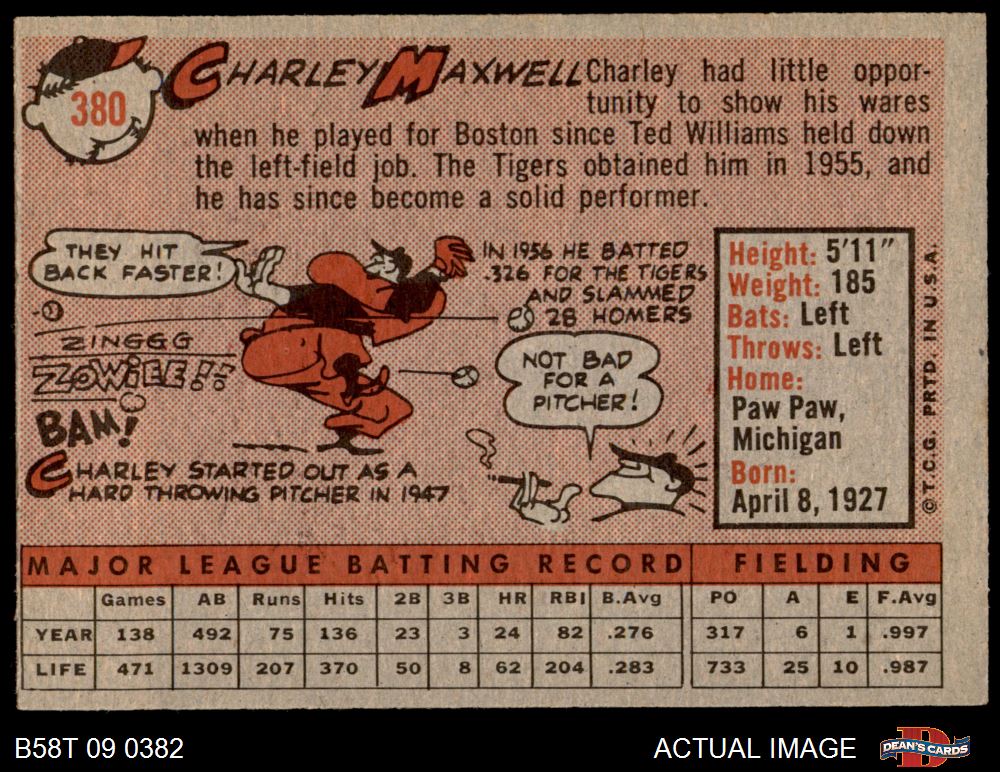 380
CHARLEY MAXWELL Charley had little oppor-
tunity to show his wares
when he played for Boston since Ted Williams held down
the left-field job. The Tigers obtained him in 1955, and
he has since become a solid performer.
THEY HIT
BACK FASTER!
ZINGGG
ZOWIEE!!
BAM!
CHARLEY STARTED OUT AS A
HARD THROWING PITCHER IN 1947
IN 1956 HE BATTED
.326 FOR THE TIGERS
AND SLAMMED
28 HOMERS
NOT BAD
FOR A
PITCHER!
Height: 5'11"
Weight: 185
Bats: Left
Throws: Left
Home:
Paw Paw,
Michigan
Born:
April 8, 1927
© T.C.G. PRTD. IN U.S.A.
MAJOR LEAGUE BATTING RECORD FIELDING
Games AB Runs Hits 2B 3B HR RBI B.Avg PO A E F.Avg
YEAR 138 492 75 136 23 3 24 82 .276 317 6 1 .997
LIFE 471 1309 207 370 50 8 62 204 .283 733 25 10 .987
B58T 09 0382 ACTUAL IMAGE DEAN'S CARDS